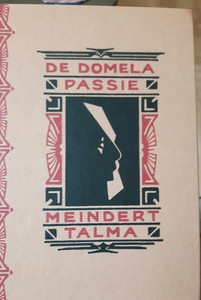 DE DOMELA
PASSIE
MEINDERT
TALMA